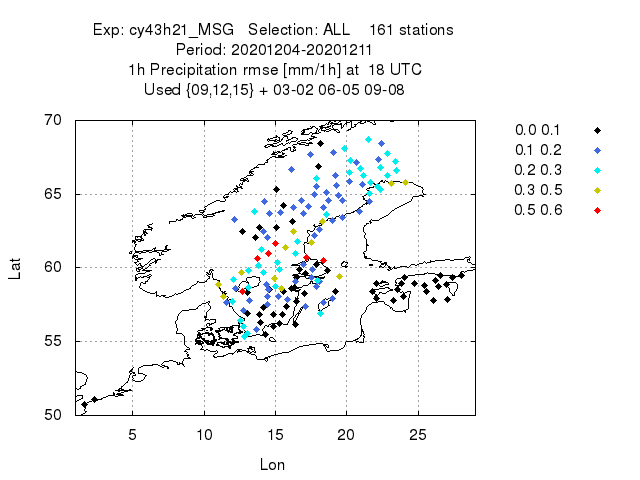 Exp: cy43h21_MSG   Selection: ALL    161 stations
Period: 20201204-20201211
1h Precipitation rmse [mm/1h] at  18 UTC
Used {09,12,15} + 03-02 06-05 09-08
0.0 0.1
0.1 0.2
0.2 0.3
0.3 0.5
0.5 0.6
70
65
60
55
50
Lat
5 10 15 20 25
Lon